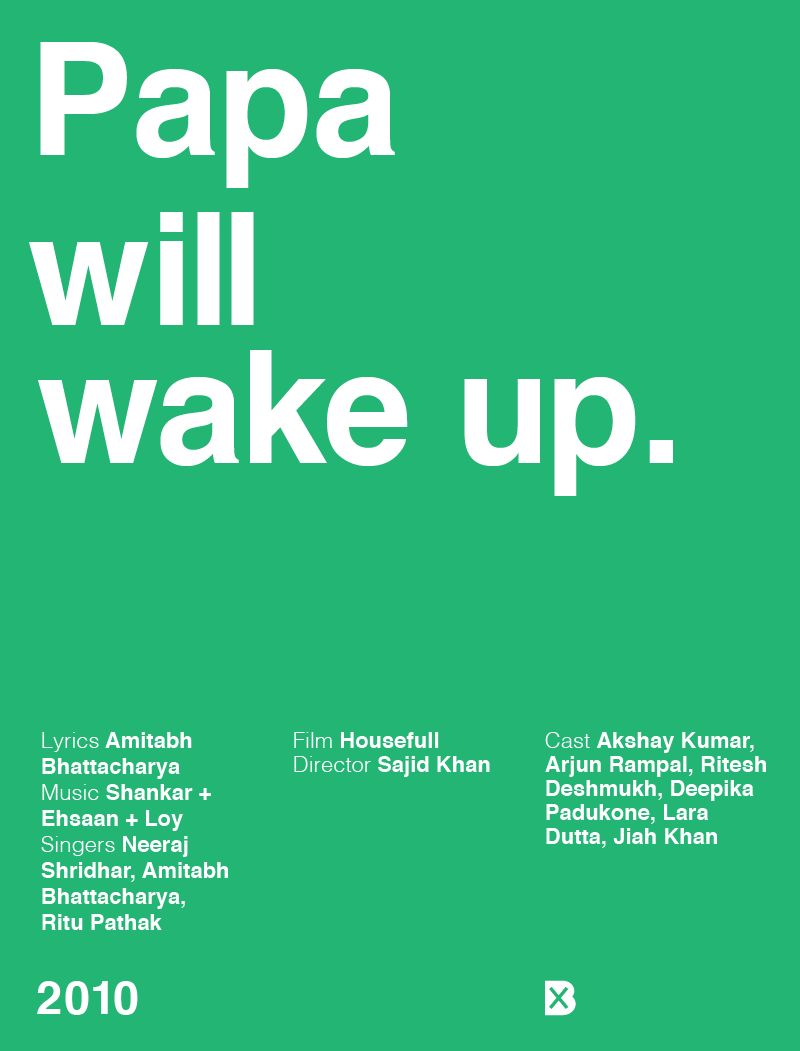 Papa
will
wake up.
Lyrics Amitabh
Bhattacharya
Music Shankar +
Ehsaan + Loy
Singers Neeraj
Shridhar, Amitabh
Bhattacharya,
Ritu Pathak
Film Housefull
Director Sajid Khan
Cast Akshay Kumar,
Arjun Rampal, Ritesh
Deshmukh, Deepika
Padukone, Lara
Dutta, Jiah Khan
2010
BX